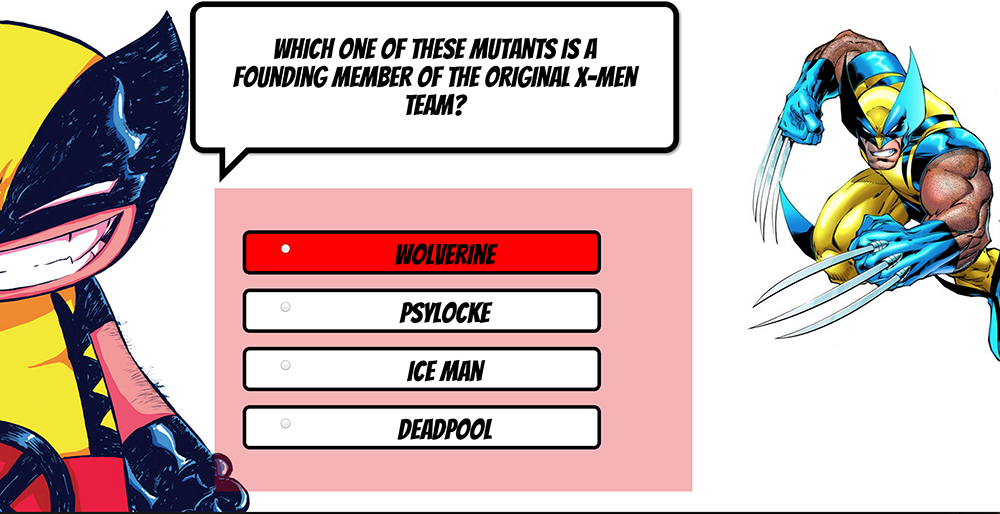 WHICH ONE OF THESE MUTANTS IS A
FOUNDING MEMBER OF THE ORIGINAL X-MEN
TEAM?
WOLVERINE
PSYLOCKE
ICE MAN
DEADPOOL